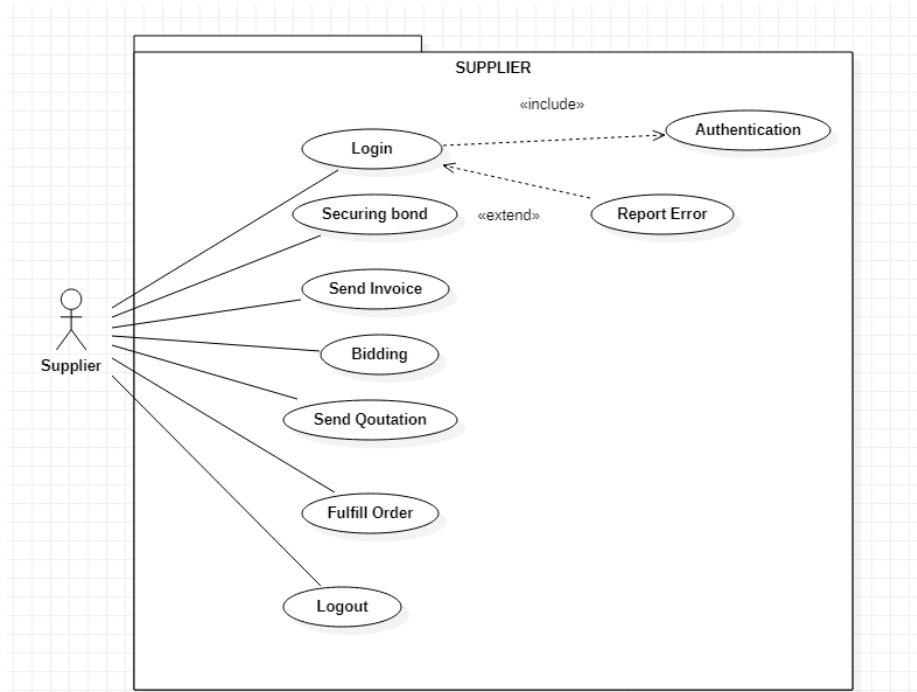 SUPPLIER
«include»
Authentication
Login
Securing bond
«extend»
Report Error
Send Invoice
Bidding
Supplier
Send Qoutation
Fulfill Order
Logout